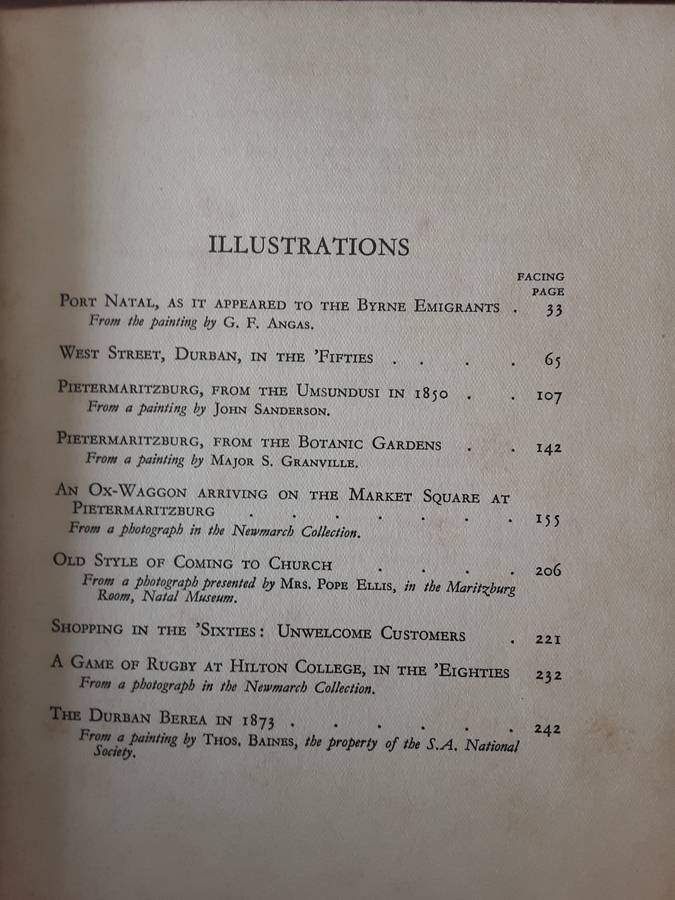 ILLUSTRATIONS
FACING
PAGE
PORT NATAL, AS IT APPEARED TO THE BYRNE EMIGRANTS . 33
From the painting by G. F. ANGAS.
WEST STREET, DURBAN, IN THE 'FIFTIES . . . . 65
PIETERMARITZBURG, FROM THE UMSUNDUSI IN 1850 . . 107
From a painting by JOHN SANDERSON.
PIETERMARITZBURG, FROM THE BOTANIC GARDENS . . 142
From a painting by MAJOR S. GRANVILLE.
AN OX-WAGGON ARRIVING ON THE MARKET SQUARE AT
PIETERMARITZBURG . . . . . . . 155
From a photograph in the Newmarch Collection.
OLD STYLE OF COMING TO CHURCH . . . . 206
From a photograph presented by MRS. POPE ELLIS, in the Maritzburg
Room, Natal Museum.
SHOPPING IN THE 'SIXTIES: UNWELCOME CUSTOMERS . 221
A GAME OF RUGBY AT HILTON COLLEGE, IN THE 'EIGHTIES 232
From a photograph in the Newmarch Collection.
THE DURBAN BEREA IN 1873 . . . . . . 242
From a painting by THOS. BAINES, the property of the S.A. National
Society.